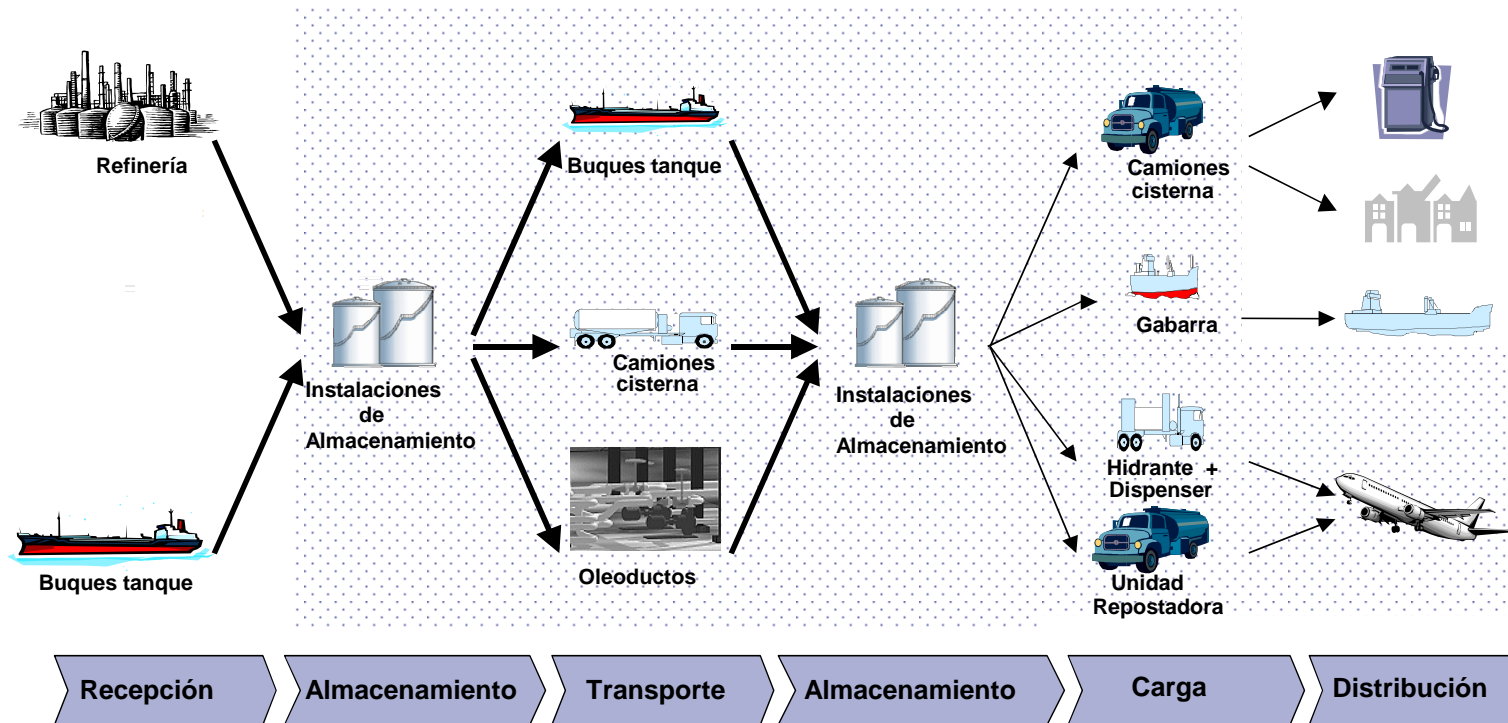 Refinería
Buques tanque
Instalaciones
de
Almacenamiento
Buques tanque
Camiones
cisterna
Oleoductos
Instalaciones
de
Almacenamiento
Camiones
cisterna
Gabarra
Hidrante +
Dispenser
Unidad
Repostadora
Recepción
Almacenamiento
Transporte
Almacenamiento
Carga
Distribución